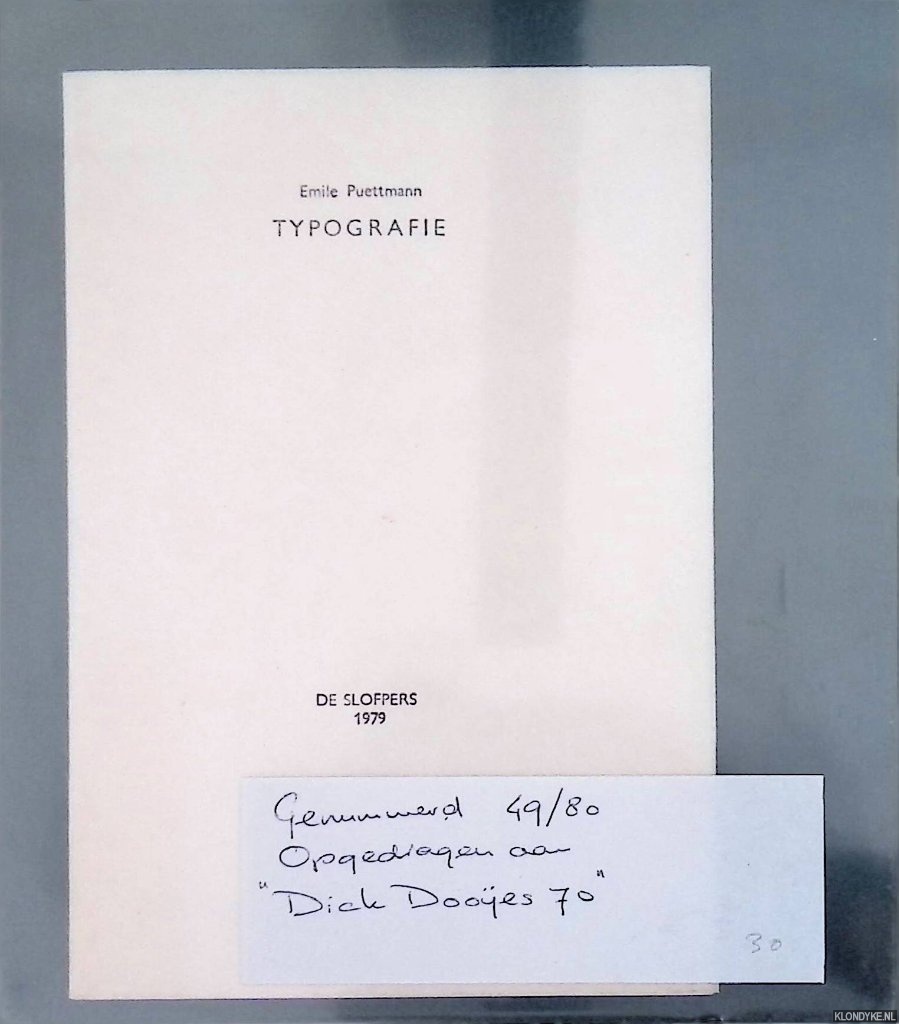 Emile Puettmann
TYPOGRAFIE
DE SLOFPERS
1979
Genummerd 49/80
Opgedragen aan
"Dick Dooijes 70"
30
KLONDYKE.NL